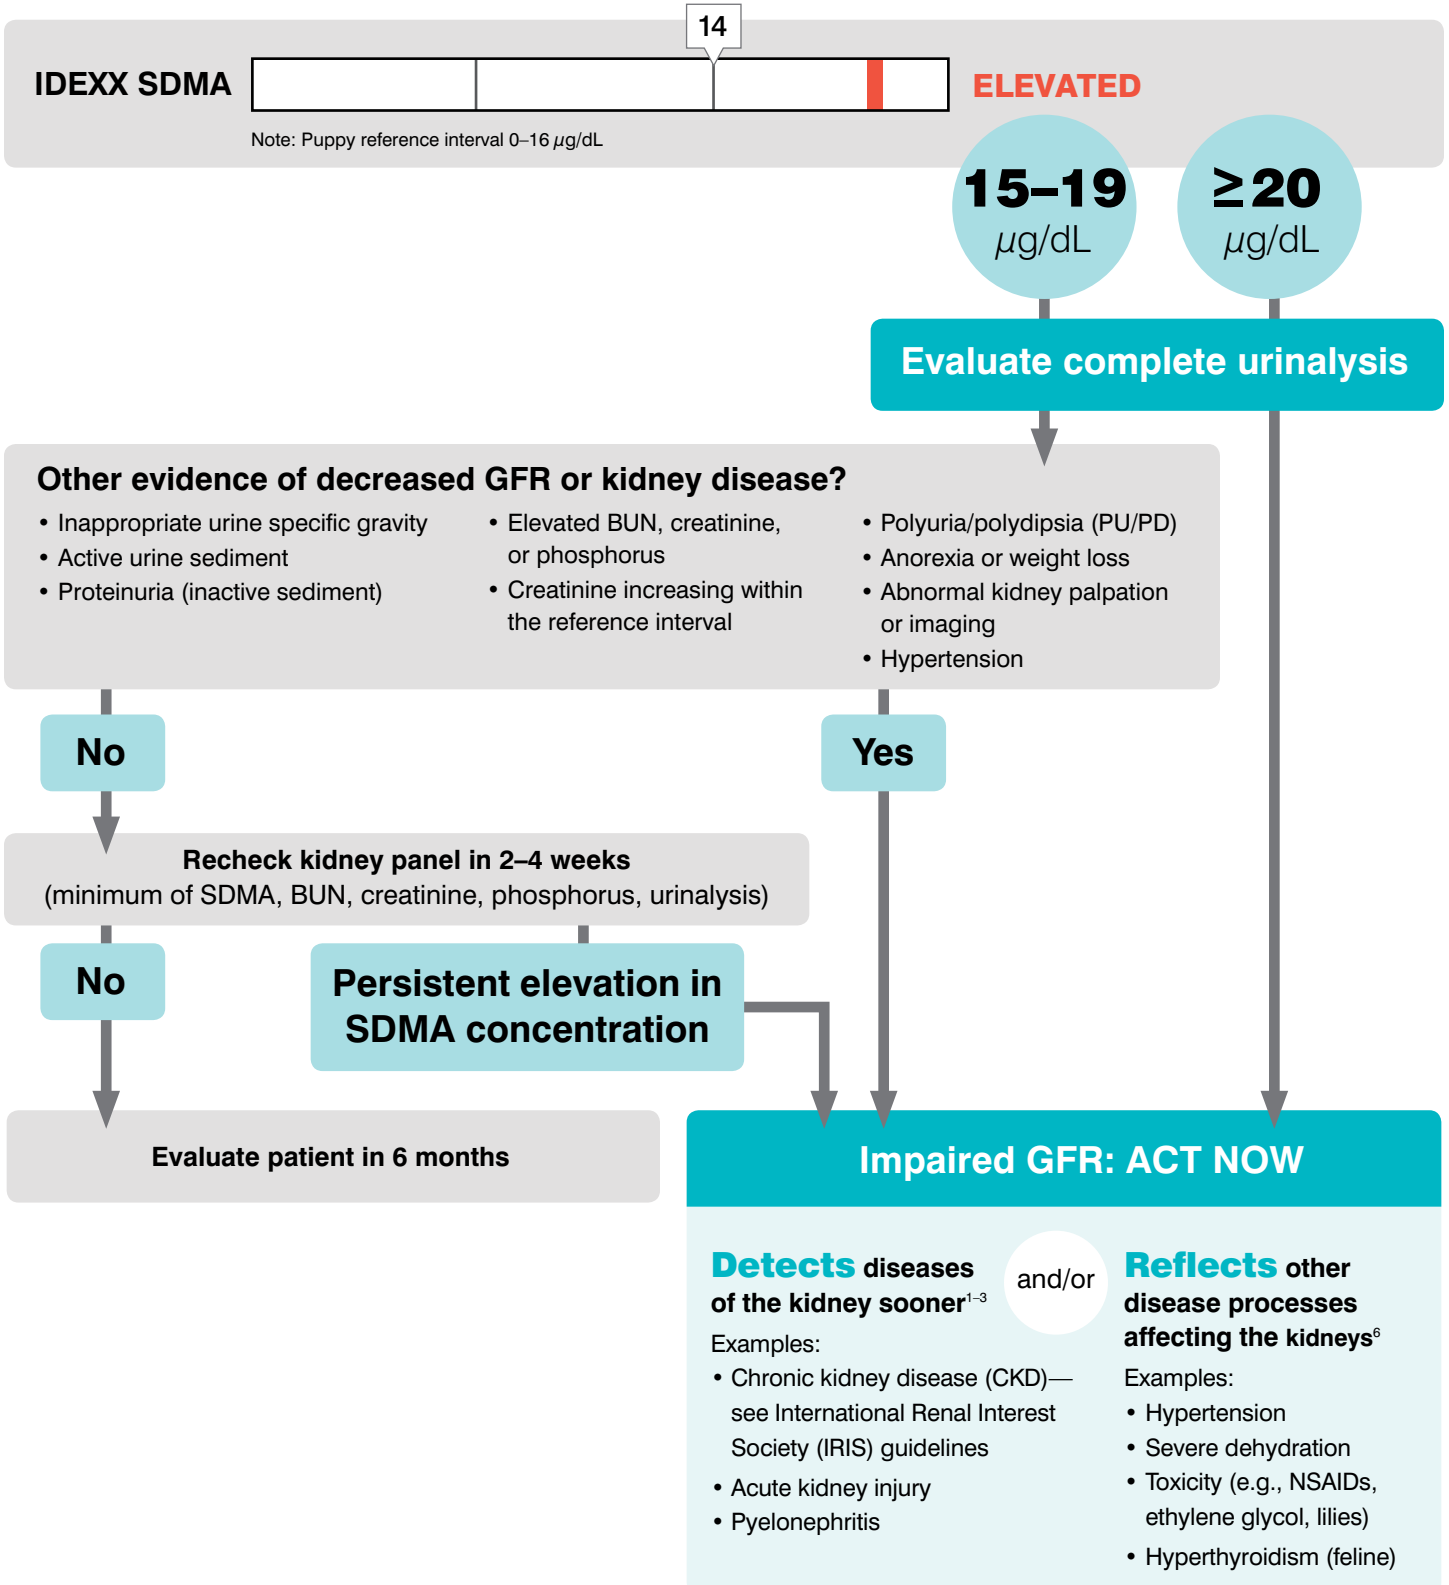 14
IDEXX SDMA
ELEVATED
Note: Puppy reference interval 0–16 µg/dL
15–19
µg/dL
≥20
µg/dL
Evaluate complete urinalysis
Other evidence of decreased GFR or kidney disease?
• Inappropriate urine specific gravity
• Active urine sediment
• Proteinuria (inactive sediment)
• Elevated BUN, creatinine,
or phosphorus
• Creatinine increasing within
the reference interval
• Polyuria/polydipsia (PU/PD)
• Anorexia or weight loss
• Abnormal kidney palpation
or imaging
• Hypertension
No
Yes
Recheck kidney panel in 2–4 weeks
(minimum of SDMA, BUN, creatinine, phosphorus, urinalysis)
No
Persistent elevation in
SDMA concentration
Evaluate patient in 6 months
Impaired GFR: ACT NOW
Detects diseases
of the kidney sooner¹⁻³
Examples:
• Chronic kidney disease (CKD)—
see International Renal Interest
Society (IRIS) guidelines
• Acute kidney injury
• Pyelonephritis
and/or
Reflects other
disease processes
affecting the kidneys⁶
Examples:
• Hypertension
• Severe dehydration
• Toxicity (e.g., NSAIDs,
ethylene glycol, lilies)
• Hyperthyroidism (feline)